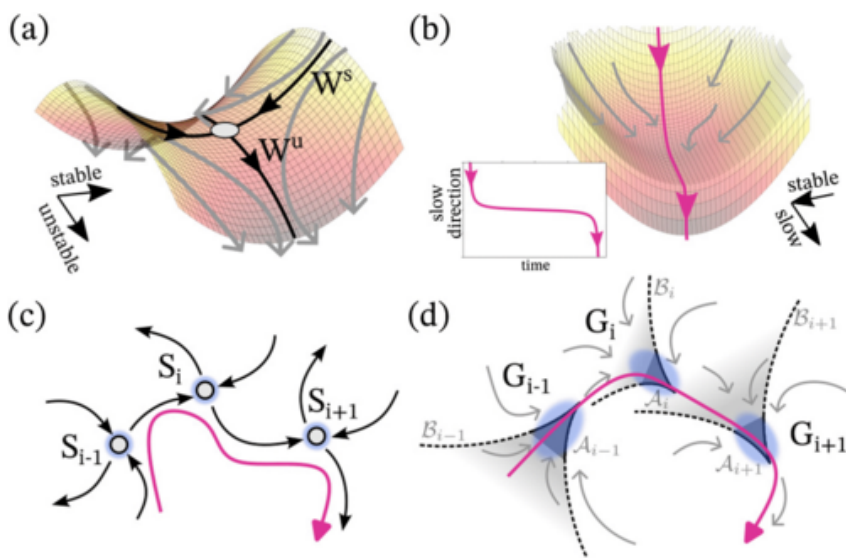 (a)
W^s
W^u
stable
unstable
(b)
slow
direction
time
stable
slow
(c)
S_i
S_{i-1}
S_{i+1}
(d)
B_i
B_{i+1}
G_i
G_{i-1}
A_i
B_{i-1}
A_{i-1}
A_{i+1}
G_{i+1}